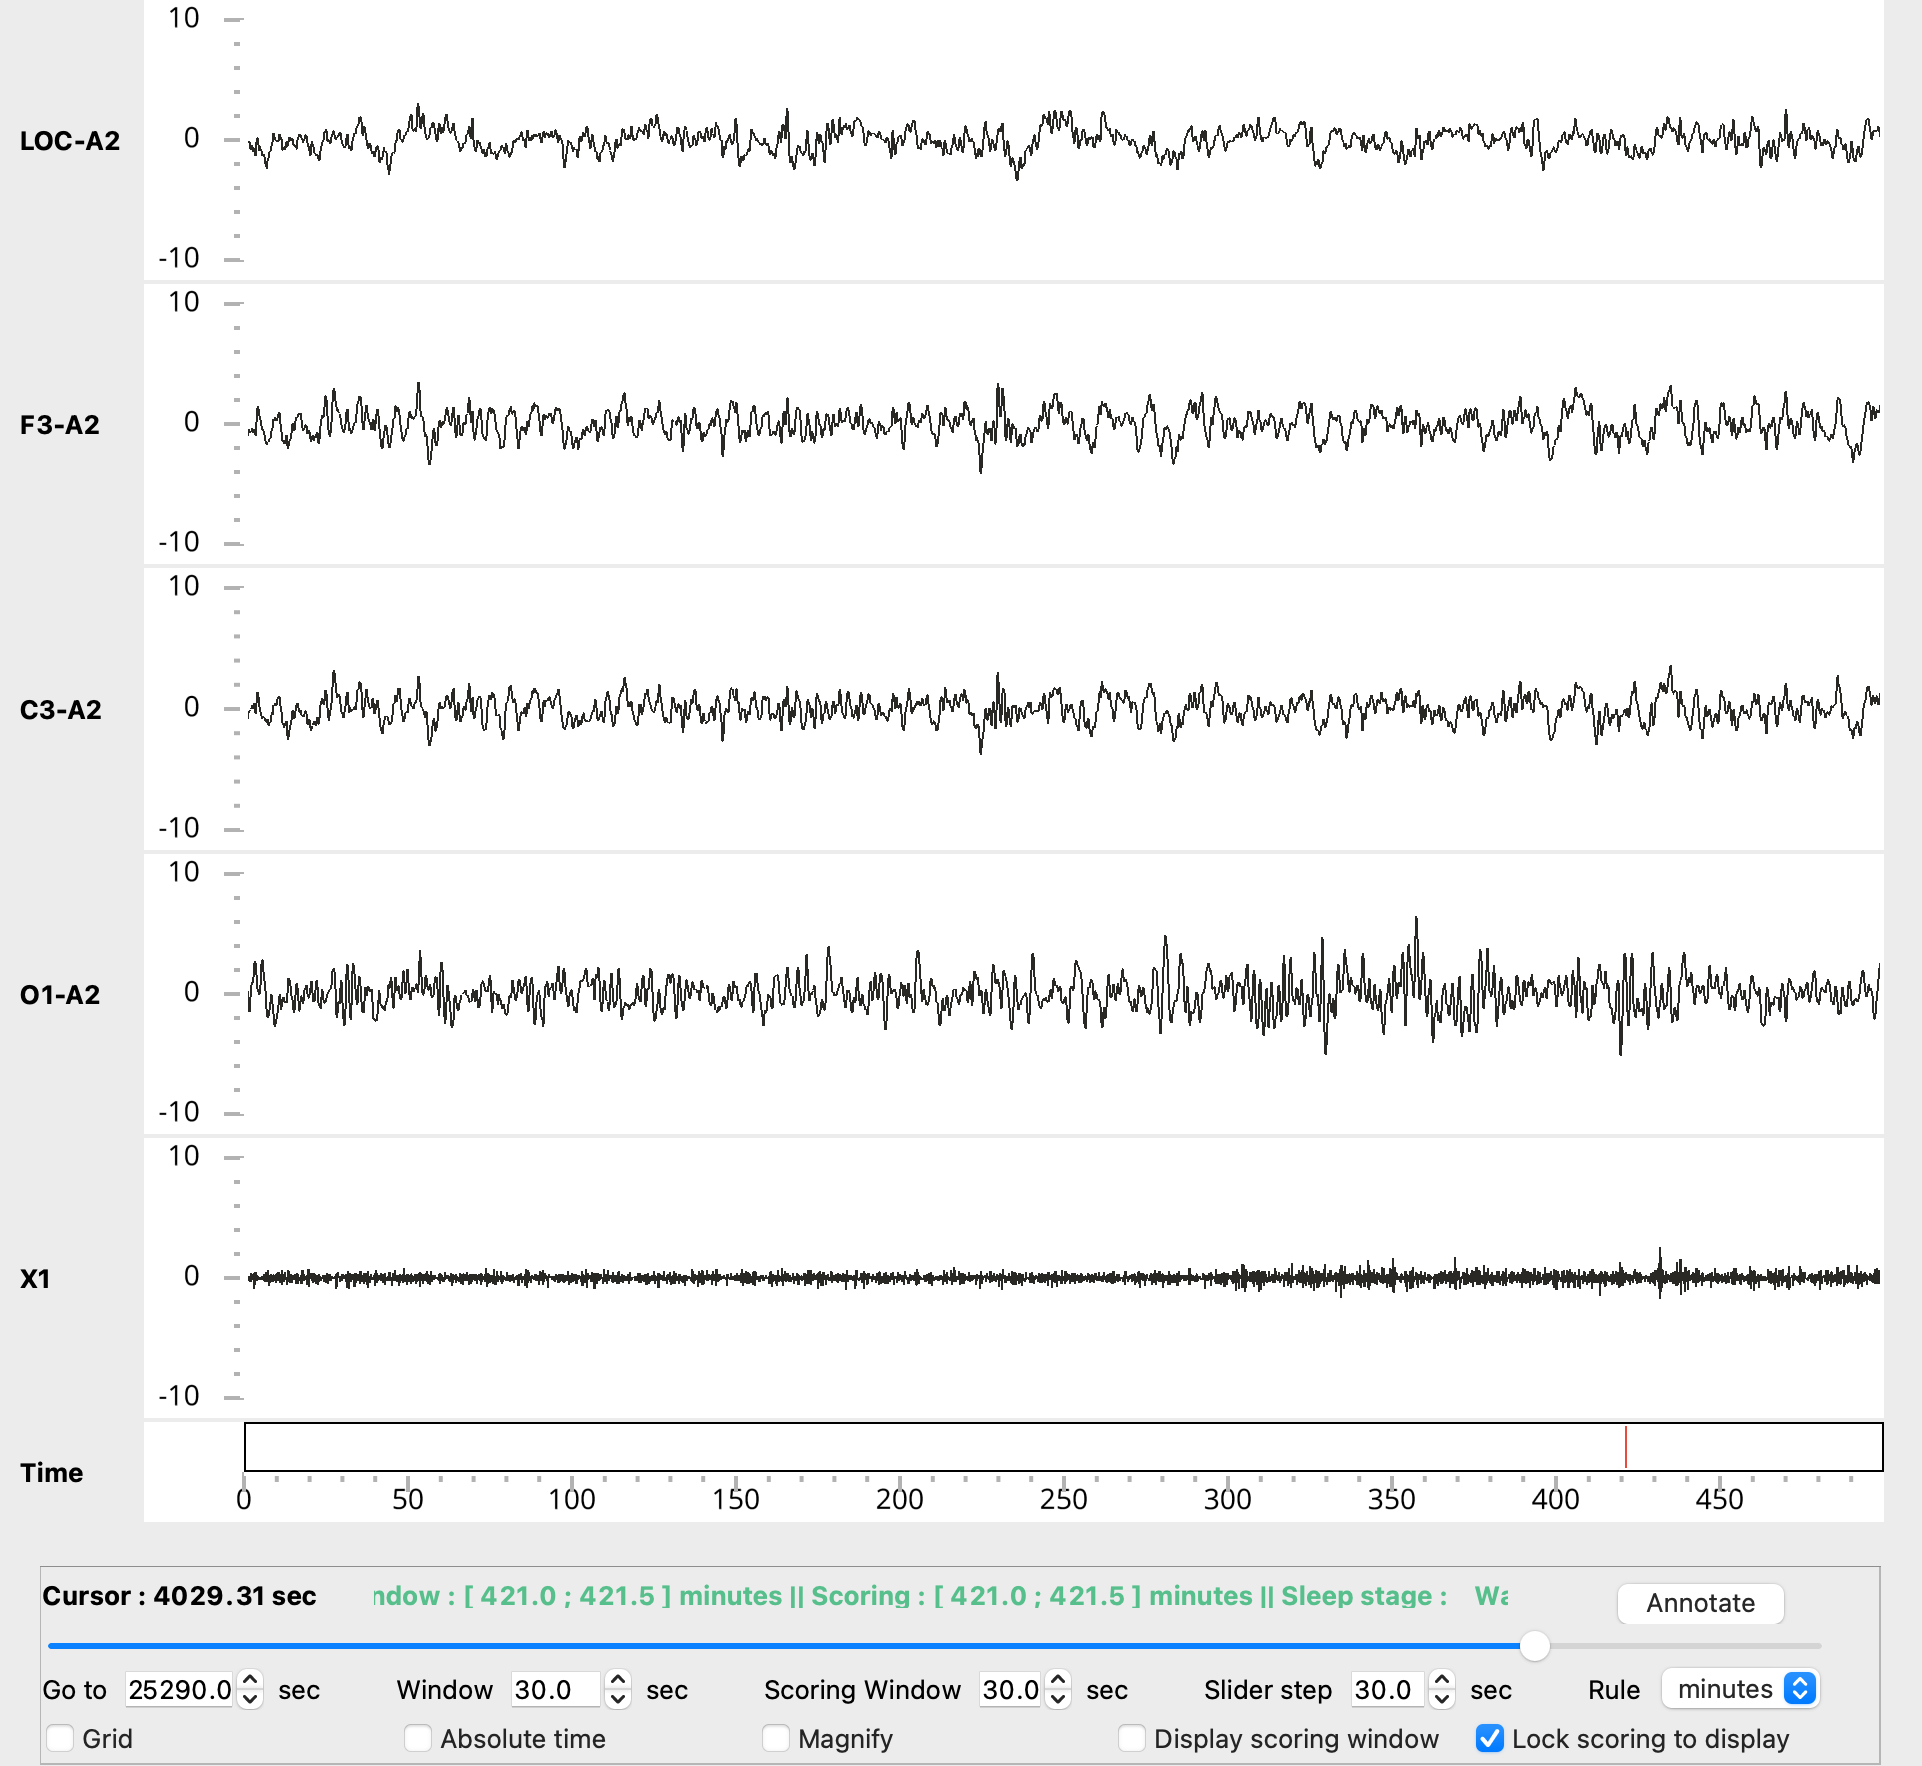 10
LOC-A2 0
-10
10
F3-A2 0
-10
10
C3-A2 0
-10
10
O1-A2 0
-10
10
X1 0
-10
Time
0 50 100 150 200 250 300 350 400 450
Cursor : 4029.31 sec ndow : [ 421.0 ; 421.5 ] minutes || Scoring : [ 421.0 ; 421.5 ] minutes || Sleep stage : Wa Annotate
Go to 25290.0 sec Window 30.0 sec Scoring Window 30.0 sec Slider step 30.0 sec Rule minutes
Grid Absolute time Magnify Display scoring window Lock scoring to display